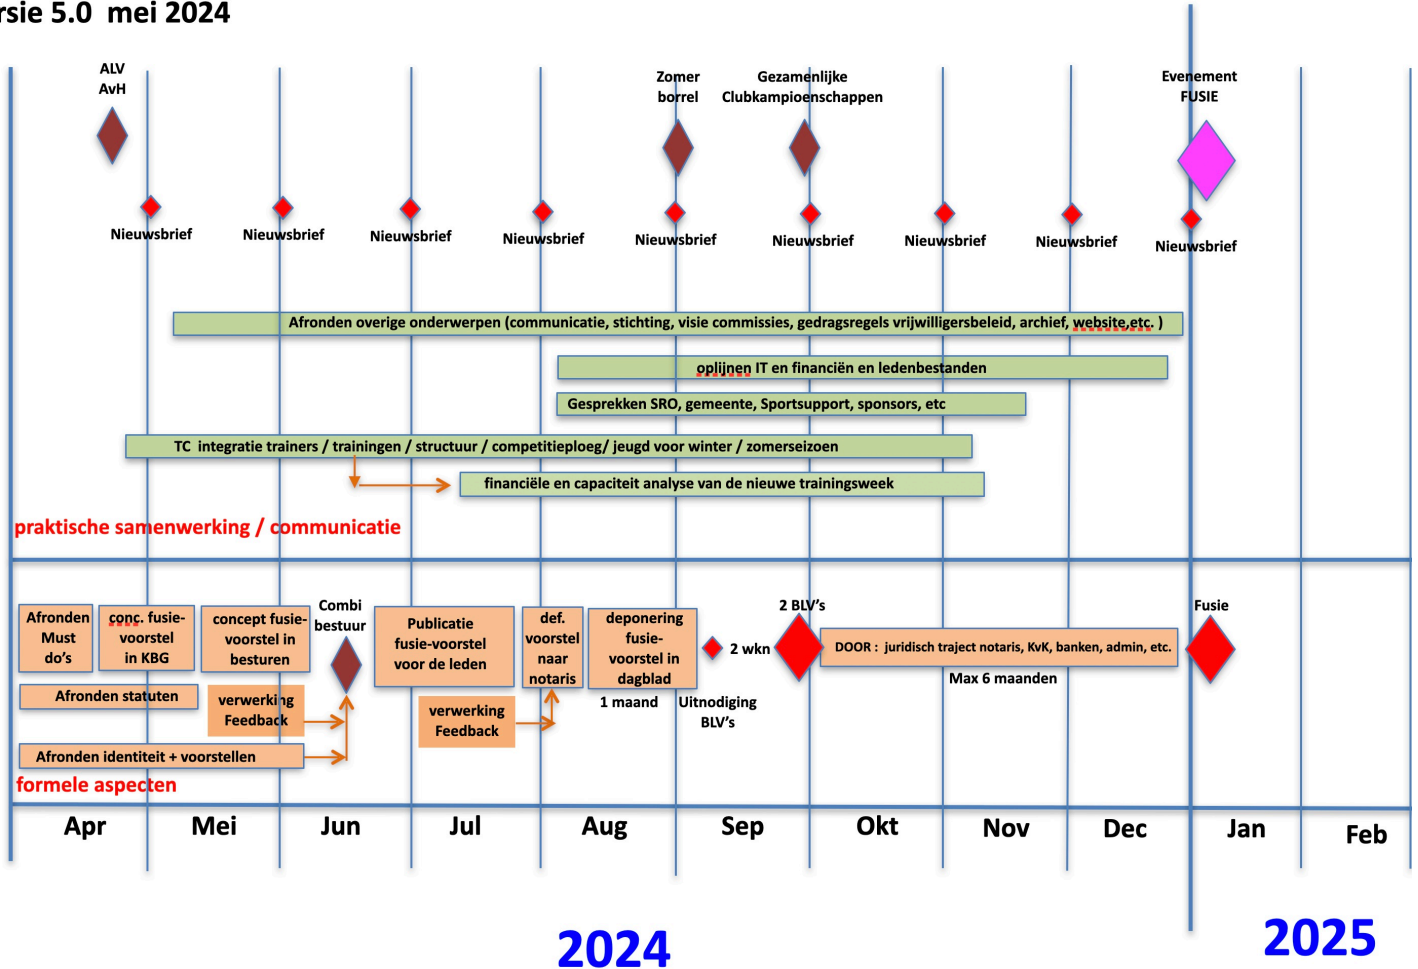 rsie 5.0 mei 2024
ALV
AvH
Zomer
borrel
Gezamenlijke
Clubkampioenschappen
Evenement
FUSIE
Nieuwsbrief
Nieuwsbrief
Nieuwsbrief
Nieuwsbrief
Nieuwsbrief
Nieuwsbrief
Nieuwsbrief
Nieuwsbrief
Nieuwsbrief
Afronden overige onderwerpen (communicatie, stichting, visie commissies, gedragsregels vrijwilligersbeleid, archief, website,etc. )
oplijnen IT en financiën en ledenbestanden
Gesprekken SRO, gemeente, Sportsupport, sponsors, etc
TC integratie trainers / trainingen / structuur / competitieploeg/ jeugd voor winter / zomerseizoen
financiële en capaciteit analyse van de nieuwe trainingsweek
praktische samenwerking / communicatie
Afronden
Must
do's
conc. fusie-
voorstel
in KBG
concept fusie-
voorstel in
besturen
Combi
bestuur
Publicatie
fusie-voorstel
voor de leden
def.
voorstel
naar
notaris
deponering
fusie-
voorstel in
dagblad
2 wkn
2 BLV's
DOOR : juridisch traject notaris, KvK, banken, admin, etc.
Fusie
Max 6 maanden
Afronden statuten
verwerking
Feedback
verwerking
Feedback
1 maand
Uitnodiging
BLV's
Afronden identiteit + voorstellen
formele aspecten
Apr
Mei
Jun
Jul
Aug
Sep
Okt
Nov
Dec
Jan
Feb
2024
2025